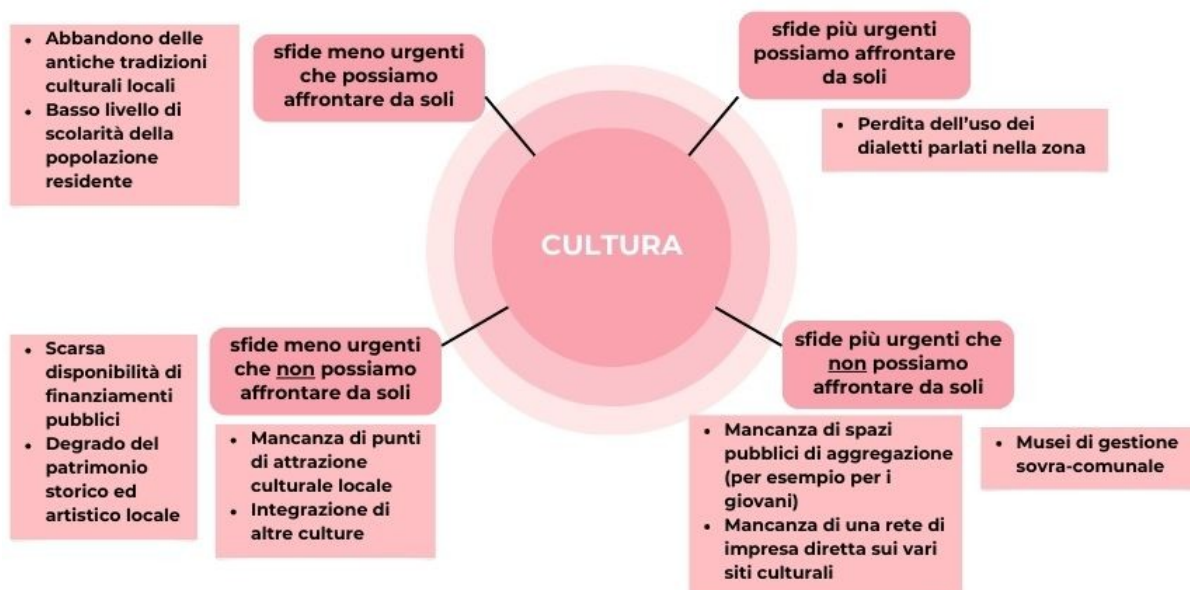 • Abbandono delle
antiche tradizioni
culturali locali
• Basso livello di
scolarità della
popolazione
residente
sfide meno urgenti
che possiamo
affrontare da soli
sfide più urgenti
possiamo affrontare
da soli
• Perdita dell’uso dei
dialetti parlati nella zona
CULTURA
• Scarsa
disponibilità di
finanziamenti
pubblici
• Degrado del
patrimonio
storico ed
artistico locale
sfide meno urgenti
che non possiamo
affrontare da soli
• Mancanza di punti
di attrazione
culturale locale
• Integrazione di
altre culture
sfide più urgenti che
non possiamo
affrontare da soli
• Mancanza di spazi
pubblici di aggregazione
(per esempio per i
giovani)
• Mancanza di una rete di
impresa diretta sui vari
siti culturali
• Musei di gestione
sovra-comunale